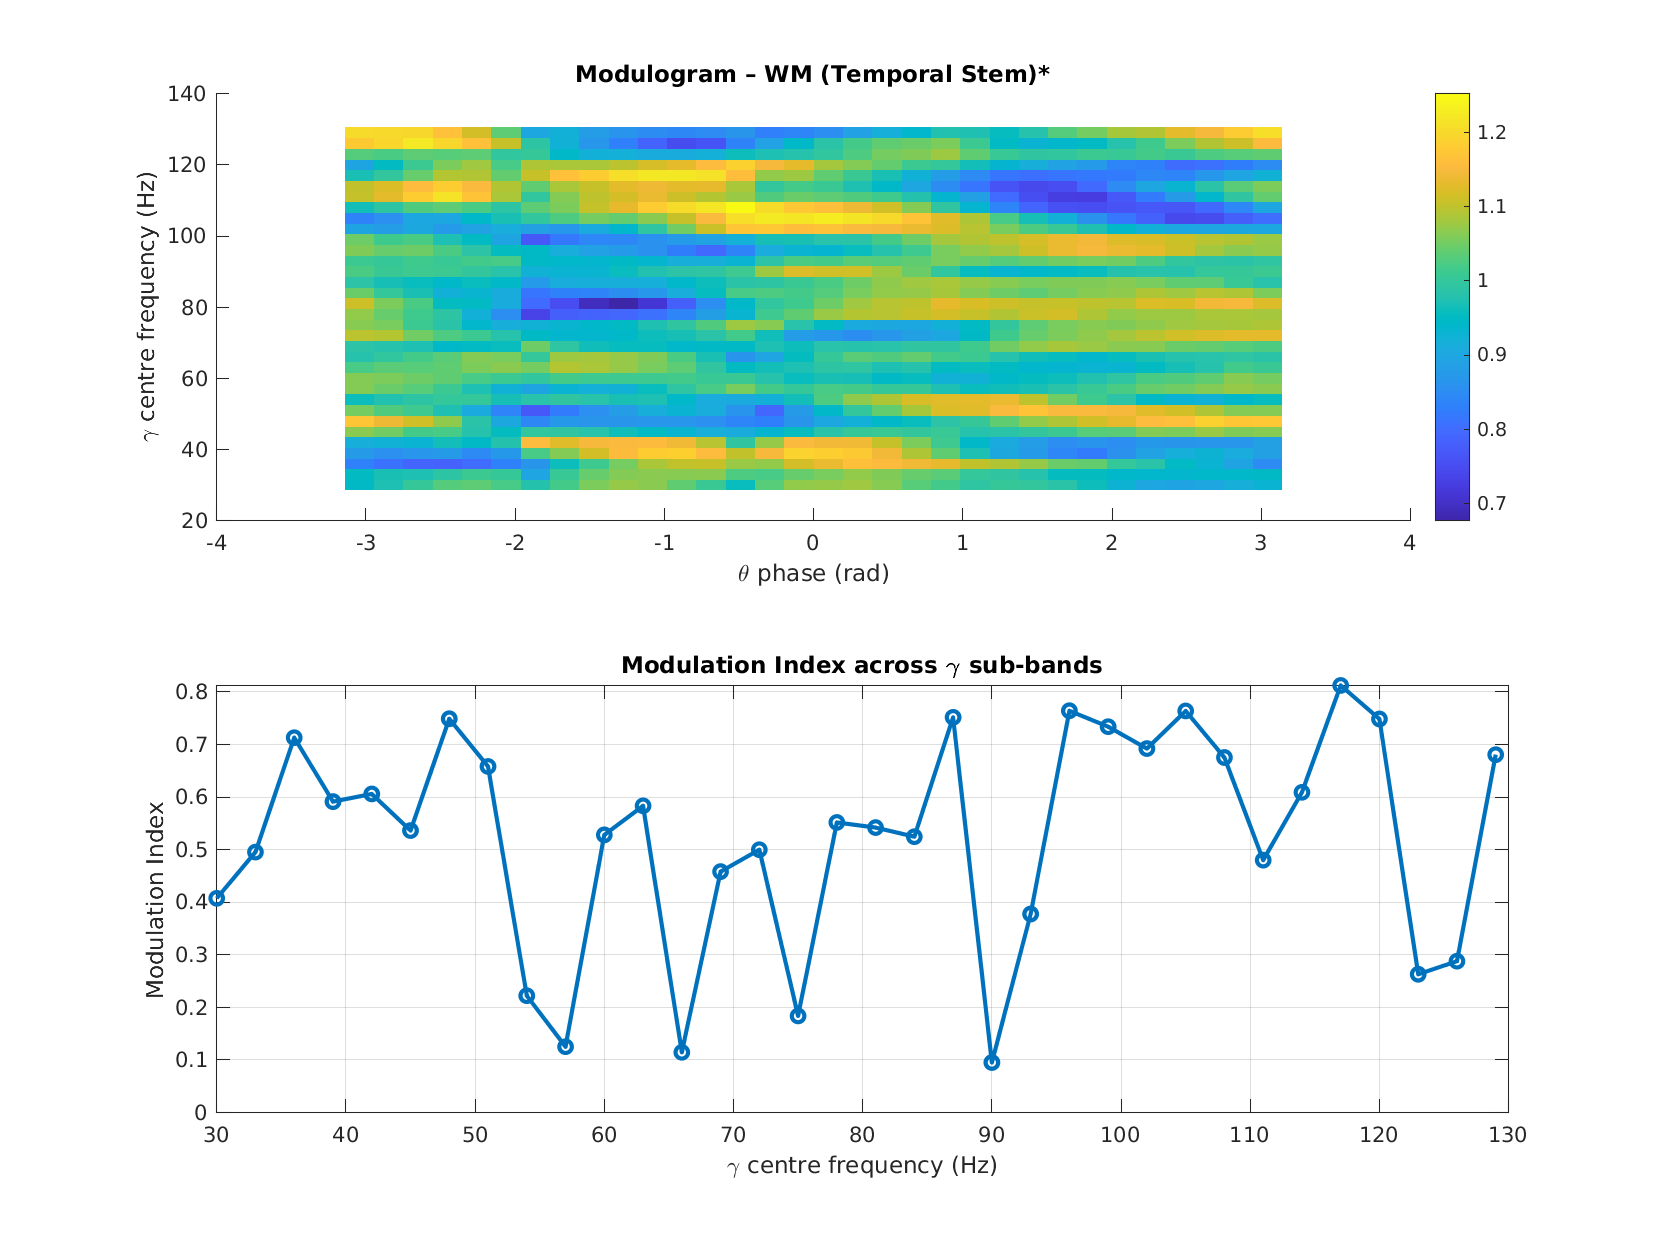 Modulogram – WM (Temporal Stem)*
140
120
100
80
60
40
20
γ centre frequency (Hz)
-4 -3 -2 -1 0 1 2 3 4
θ phase (rad)
1.2
1.1
1
0.9
0.8
0.7
Modulation Index across γ sub-bands
0.8
0.7
0.6
0.5
0.4
0.3
0.2
0.1
0
Modulation Index
30 40 50 60 70 80 90 100 110 120 130
γ centre frequency (Hz)